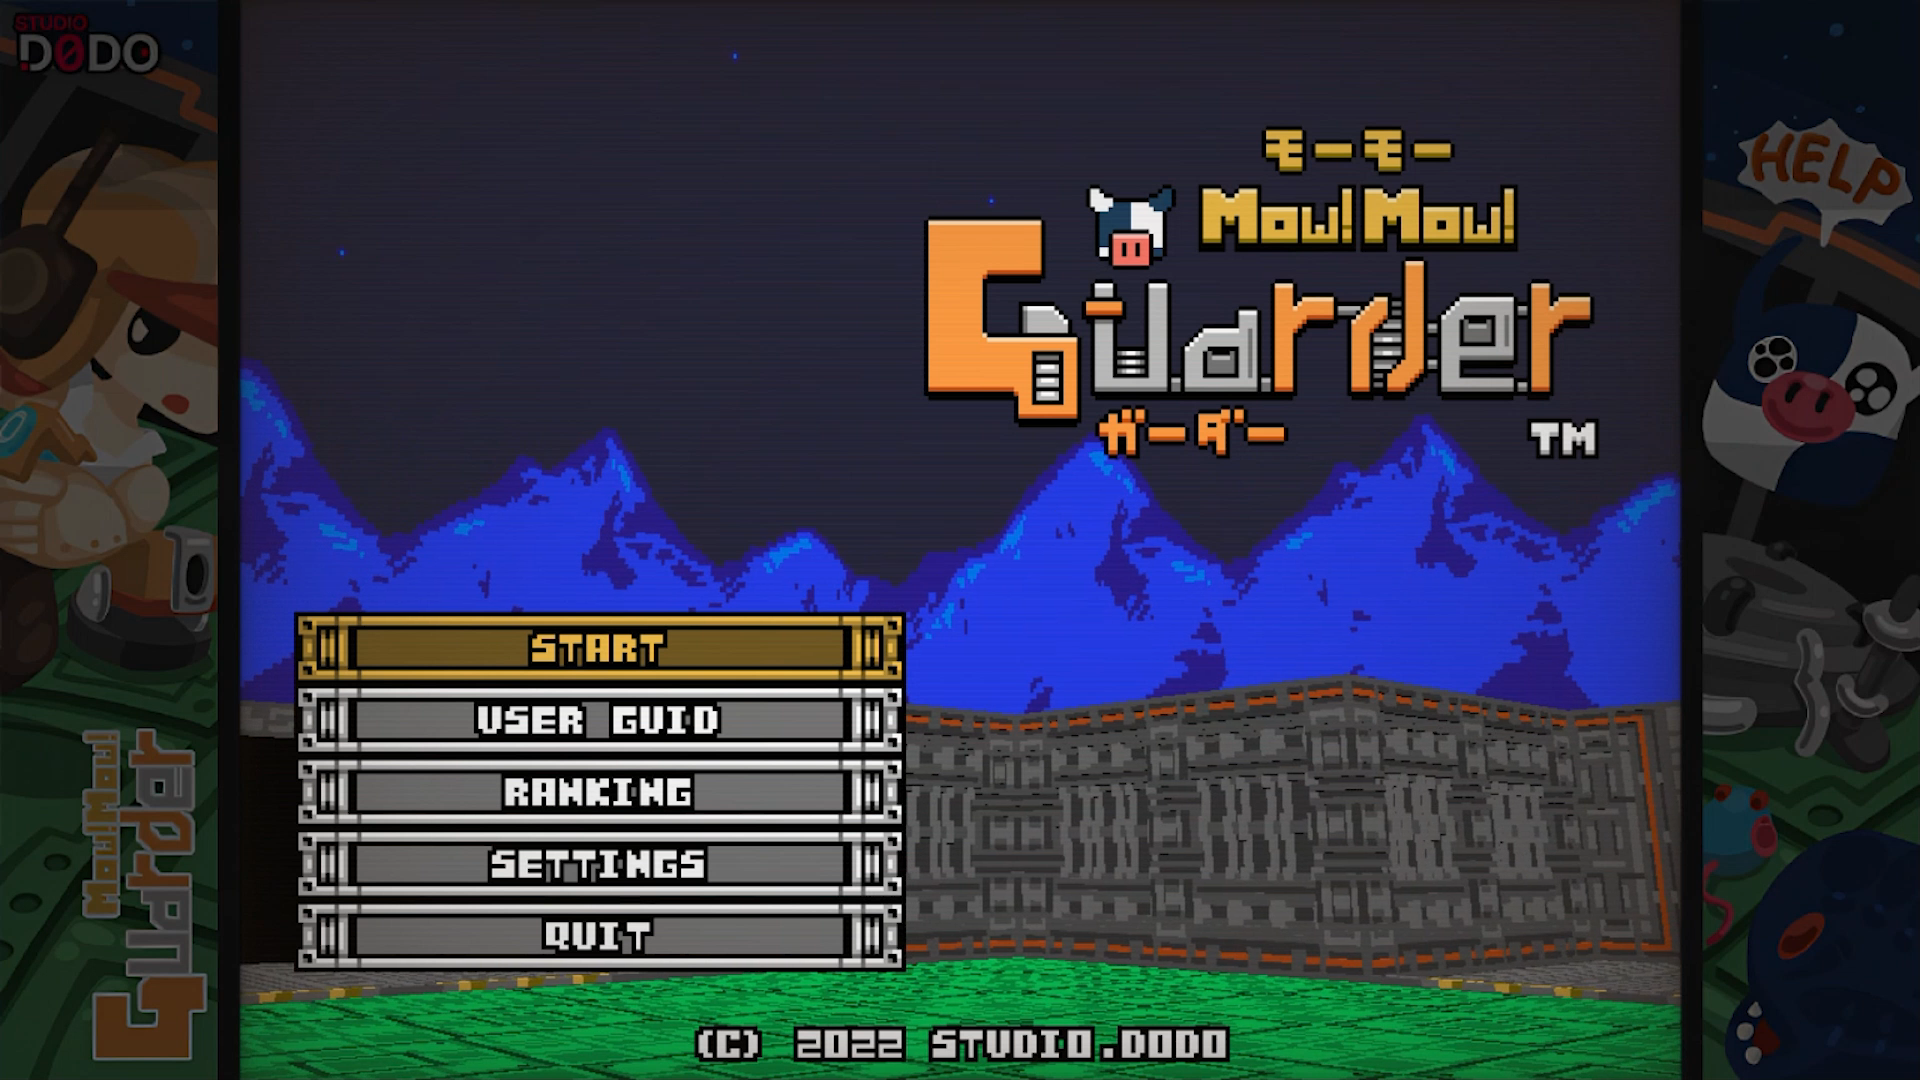 STUDIO
DODO
HELP
モーモー
Mow!Mow!
Guarder
ガーダー
TM
START
USER GUID
RANKING
SETTINGS
QUIT
Mow!Mow!
Guarder
(C) 2022 STUDIO.DODO